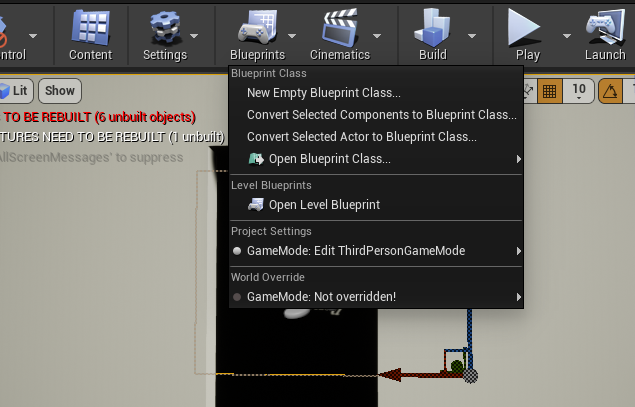 ntrol
Content
Settings
Blueprints
Cinematics
Build
Play
Launch
Lit
Show
10
TO BE REBUILT (6 unbuilt objects)
TURES NEED TO BE REBUILT (1 unbuilt)
AllScreenMessages' to suppress
Blueprint Class
New Empty Blueprint Class...
Convert Selected Components to Blueprint Class...
Convert Selected Actor to Blueprint Class...
Open Blueprint Class...
Level Blueprints
Open Level Blueprint
Project Settings
GameMode: Edit ThirdPersonGameMode
World Override
GameMode: Not overridden!